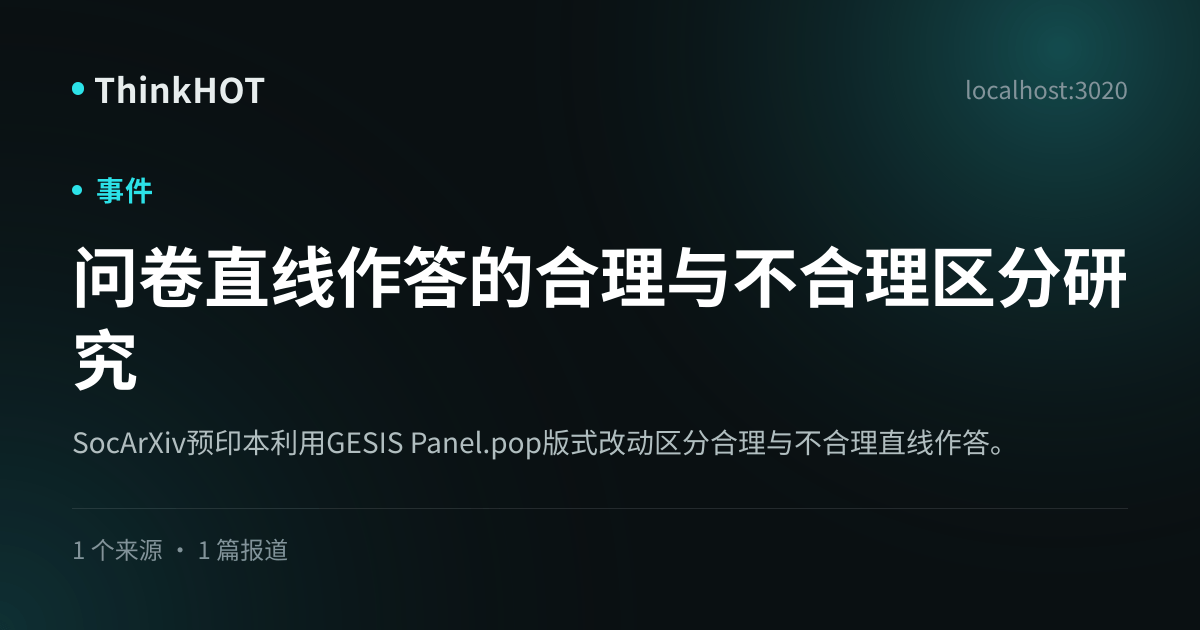 ThinkHOT
localhost:3020
事件
问卷直线作答的合理与不合理区分研
究
SocArXiv预印本利用GESIS Panel.pop版式改动区分合理与不合理直线作答。
1 个来源 · 1 篇报道